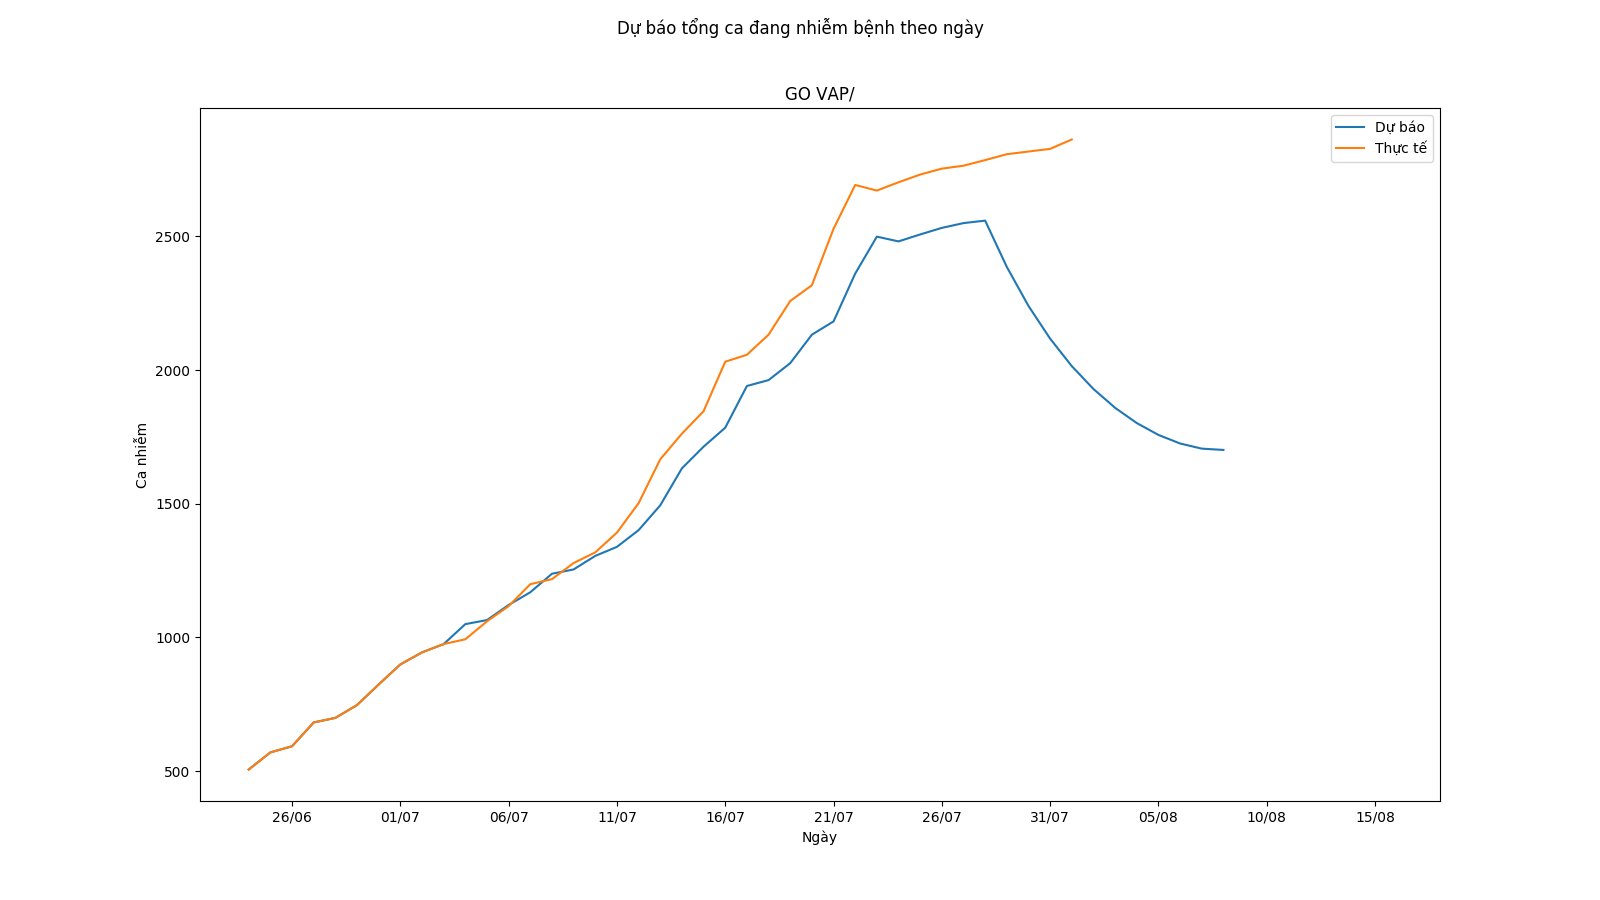 Dự báo tổng ca đang nhiễm bệnh theo ngày
GO VAP/
Dự báo
Thực tế
2500
2000
1500
1000
500
Ca nhiễm
26/06 01/07 06/07 11/07 16/07 21/07 26/07 31/07 05/08 10/08 15/08
Ngày